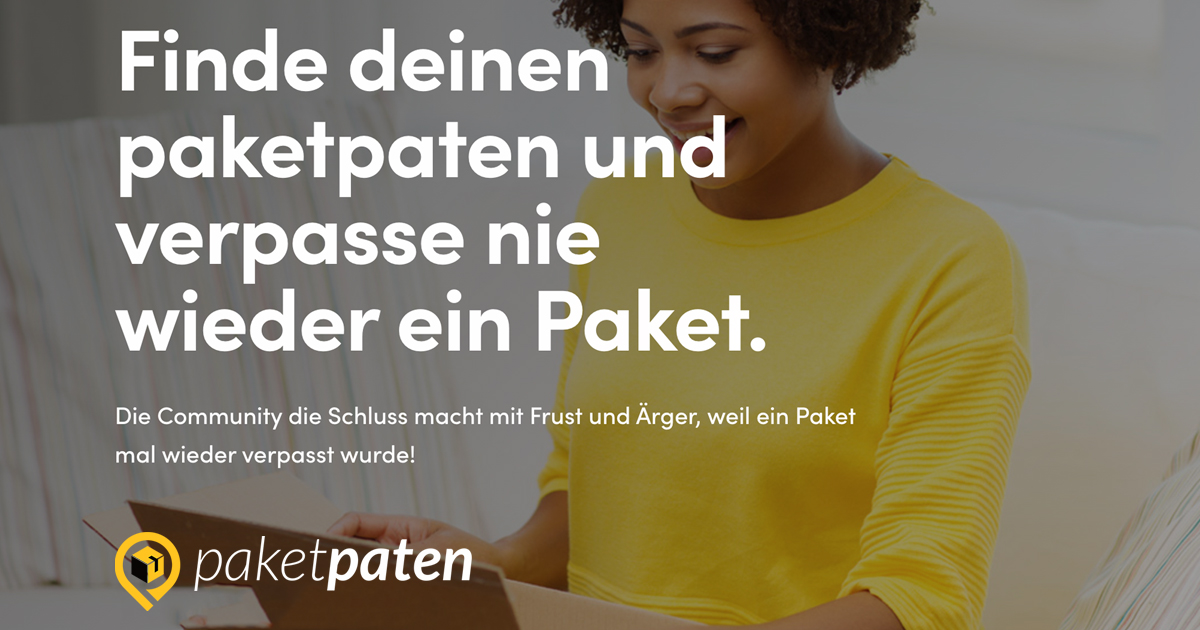 Finde deinen
paketpaten und
verpasse nie
wieder ein Paket.
Die Community die Schluss macht mit Frust und Ärger, weil ein Paket
mal wieder verpasst wurde!
paketpaten